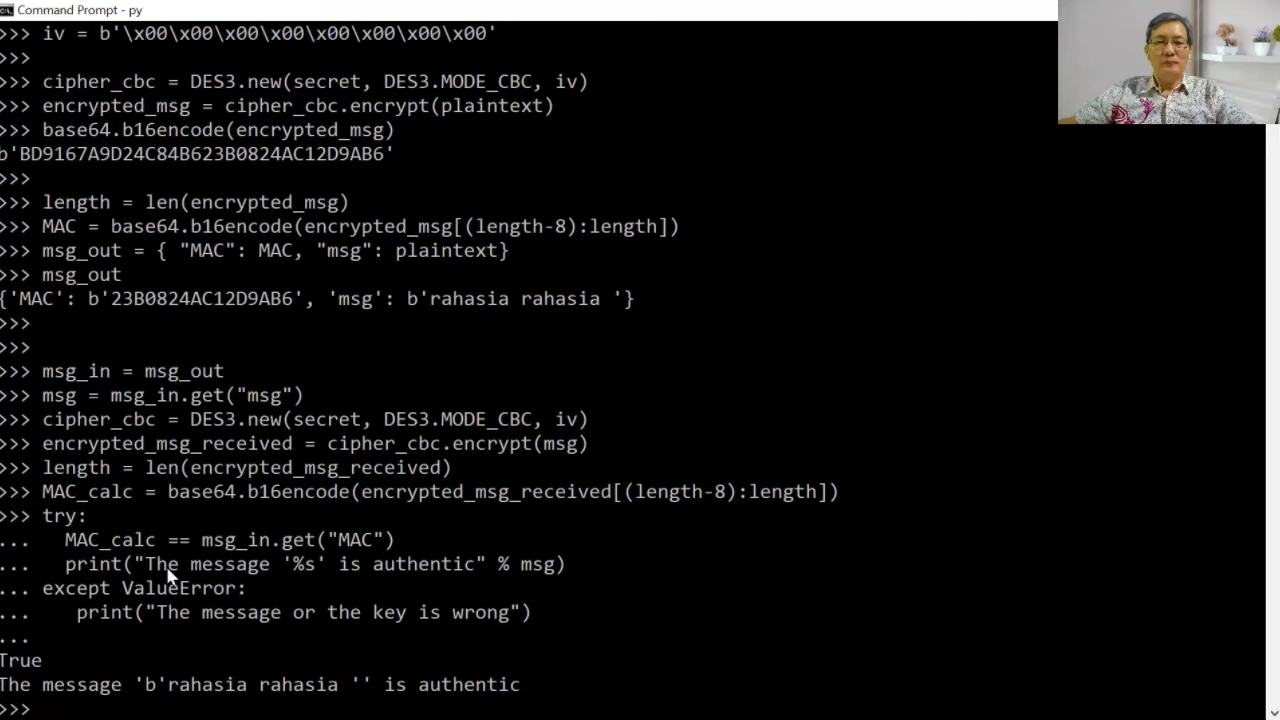 Command Prompt - py
>>> iv = b'\x00\x00\x00\x00\x00\x00\x00\x00'
>>>
>>> cipher_cbc = DES3.new(secret, DES3.MODE_CBC, iv)
>>> encrypted_msg = cipher_cbc.encrypt(plaintext)
>>> base64.b16encode(encrypted_msg)
b'BD9167A9D24C84B623B0824AC12D9AB6'
>>>
>>> length = len(encrypted_msg)
>>> MAC = base64.b16encode(encrypted_msg[(length-8):length])
>>> msg_out = { "MAC": MAC, "msg": plaintext}
>>> msg_out
{'MAC': b'23B0824AC12D9AB6', 'msg': b'rahasia rahasia '}
>>>
>>>
>>> msg_in = msg_out
>>> msg = msg_in.get("msg")
>>> cipher_cbc = DES3.new(secret, DES3.MODE_CBC, iv)
>>> encrypted_msg_received = cipher_cbc.encrypt(msg)
>>> length = len(encrypted_msg_received)
>>> MAC_calc = base64.b16encode(encrypted_msg_received[(length-8):length])
>>> try:
...   MAC_calc == msg_in.get("MAC")
...   print("The message '%s' is authentic" % msg)
... except ValueError:
...    print("The message or the key is wrong")
...
True
The message 'b'rahasia rahasia '' is authentic
>>>